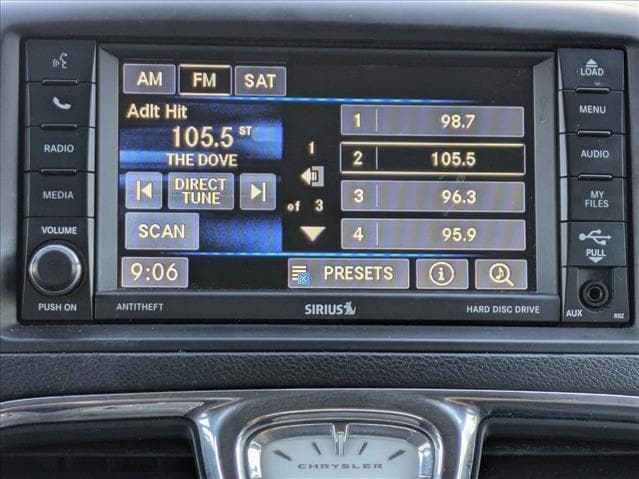 AM FM SAT
Adlt Hit
105.5 ST
THE DOVE
DIRECT
TUNE
SCAN
9:06
1
of 3
1 98.7
2 105.5
3 96.3
4 95.9
PRESETS
i
RADIO
MEDIA
VOLUME
PUSH ON
LOAD
MENU
AUDIO
MY
FILES
PULL
AUX
RBZ
ANTITHEFT
SIRIUS
HARD DISC DRIVE
CHRYSLER